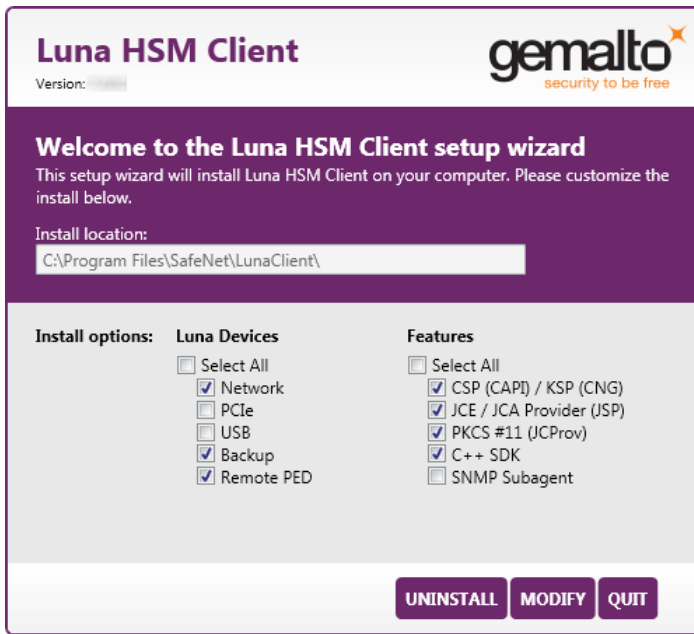 Luna HSM Client
Version:
gemalto
security to be free
Welcome to the Luna HSM Client setup wizard
This setup wizard will install Luna HSM Client on your computer. Please customize the
install below.
Install location:
C:\Program Files\SafeNet\LunaClient\
Install options:
Luna Devices
Select All
Network
PCIe
USB
Backup
Remote PED
Features
Select All
CSP (CAPI) / KSP (CNG)
JCE / JCA Provider (JSP)
PKCS #11 (JCProv)
C++ SDK
SNMP Subagent
UNINSTALL
MODIFY
QUIT